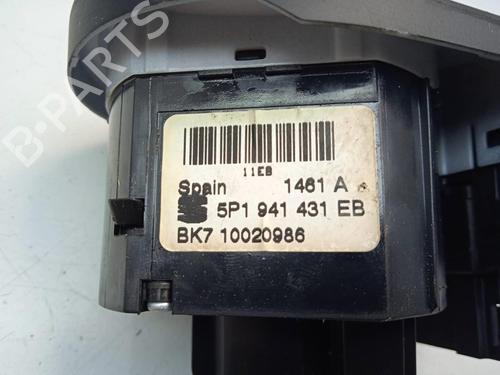 B-PARTS
11EB
Spain 1461 A
5P1 941 431 EB
BK7 10020986